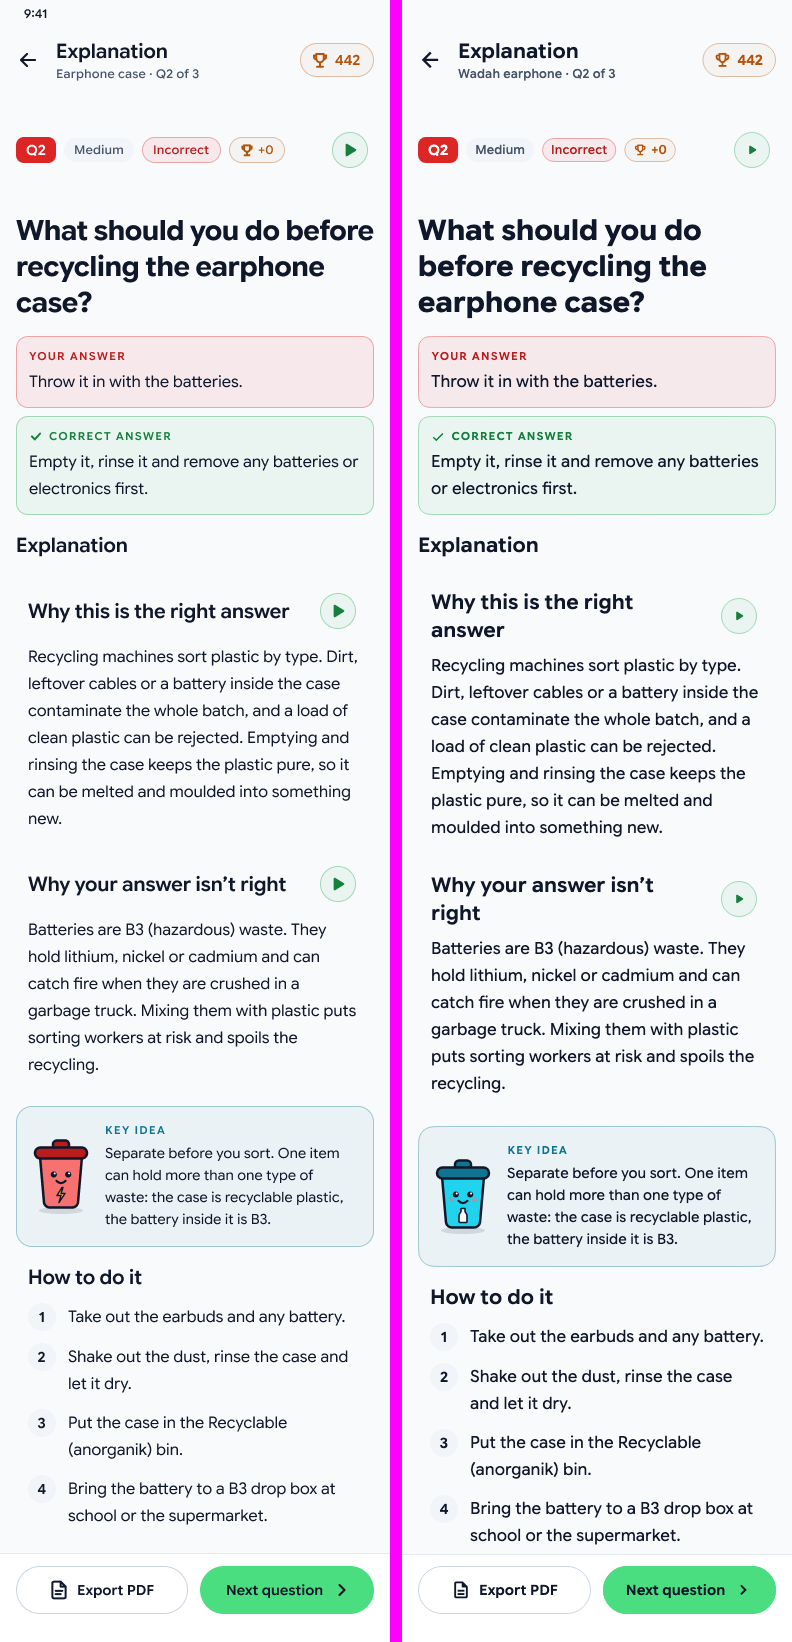 9:41
Explanation
Earphone case · Q2 of 3
442
Q2
Medium
Incorrect
+0
What should you do before
recycling the earphone
case?
YOUR ANSWER
Throw it in with the batteries.
CORRECT ANSWER
Empty it, rinse it and remove any batteries or
electronics first.
Explanation
Why this is the right answer
Recycling machines sort plastic by type. Dirt,
leftover cables or a battery inside the case
contaminate the whole batch, and a load of
clean plastic can be rejected. Emptying and
rinsing the case keeps the plastic pure, so it
can be melted and moulded into something
new.
Why your answer isn’t right
Batteries are B3 (hazardous) waste. They
hold lithium, nickel or cadmium and can
catch fire when they are crushed in a
garbage truck. Mixing them with plastic puts
sorting workers at risk and spoils the
recycling.
KEY IDEA
Separate before you sort. One item
can hold more than one type of
waste: the case is recyclable plastic,
the battery inside it is B3.
How to do it
1 Take out the earbuds and any battery.
2 Shake out the dust, rinse the case and
let it dry.
3 Put the case in the Recyclable
(anorganik) bin.
4 Bring the battery to a B3 drop box at
school or the supermarket.
Export PDF
Next question
Explanation
Wadah earphone · Q2 of 3
442
Q2
Medium
Incorrect
+0
What should you do
before recycling the
earphone case?
YOUR ANSWER
Throw it in with the batteries.
CORRECT ANSWER
Empty it, rinse it and remove any batteries
or electronics first.
Explanation
Why this is the right
answer
Recycling machines sort plastic by type.
Dirt, leftover cables or a battery inside the
case contaminate the whole batch, and a
load of clean plastic can be rejected.
Emptying and rinsing the case keeps the
plastic pure, so it can be melted and
moulded into something new.
Why your answer isn’t
right
Batteries are B3 (hazardous) waste. They
hold lithium, nickel or cadmium and can
catch fire when they are crushed in a
garbage truck. Mixing them with plastic
puts sorting workers at risk and spoils the
recycling.
KEY IDEA
Separate before you sort. One item
can hold more than one type of
waste: the case is recyclable plastic,
the battery inside it is B3.
How to do it
1 Take out the earbuds and any battery.
2 Shake out the dust, rinse the case
and let it dry.
3 Put the case in the Recyclable
(anorganik) bin.
4 Bring the battery to a B3 drop box at
school or the supermarket.
Export PDF
Next question